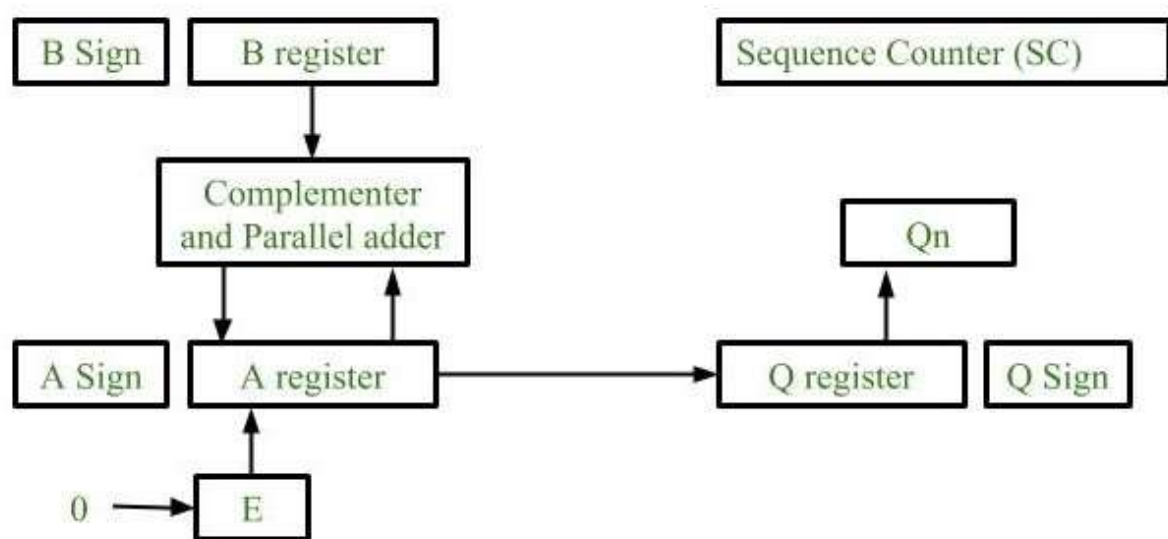 B Sign
B register
Sequence Counter (SC)
Complementer
and Parallel adder
Qn
A Sign
A register
Q register
Q Sign
0
E